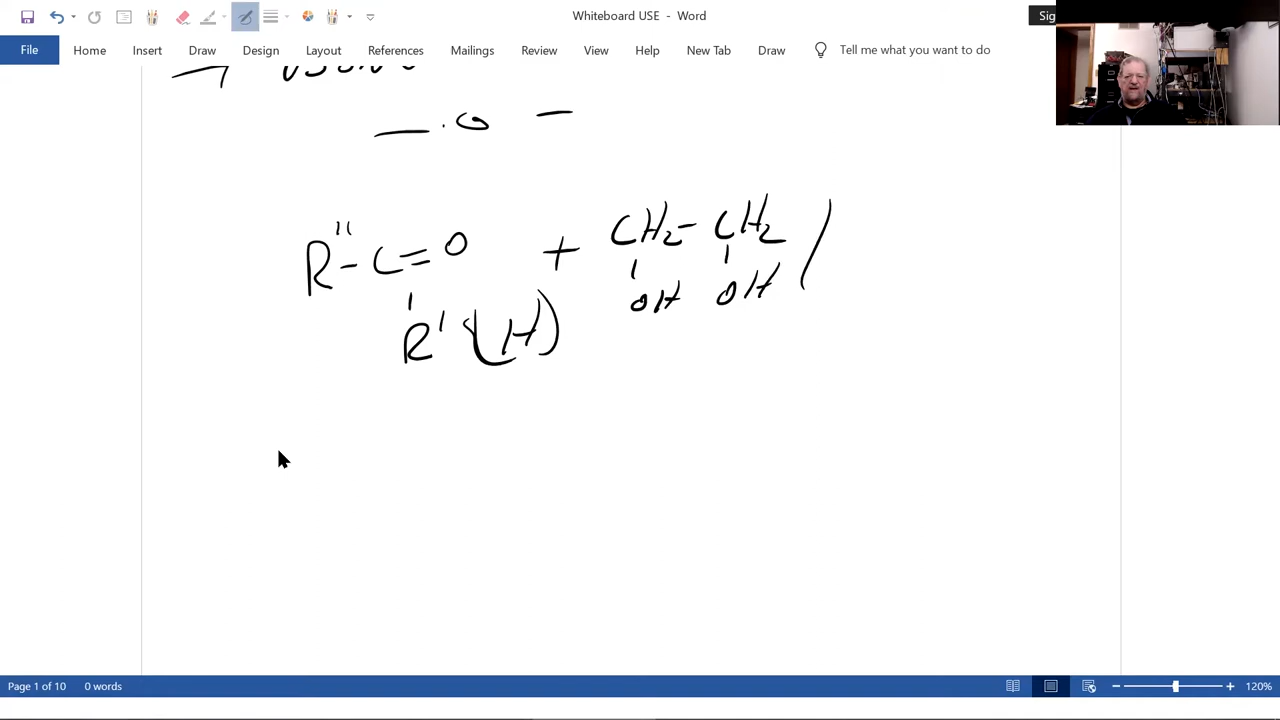 Whiteboard USE - Word
Sig
File Home Insert Draw Design Layout References Mailings Review View Help New Tab Draw Tell me what you want to do
R''-C=O + CH2-CH2 /
OH OH
R' (H)
Page 1 of 10 0 words 120%